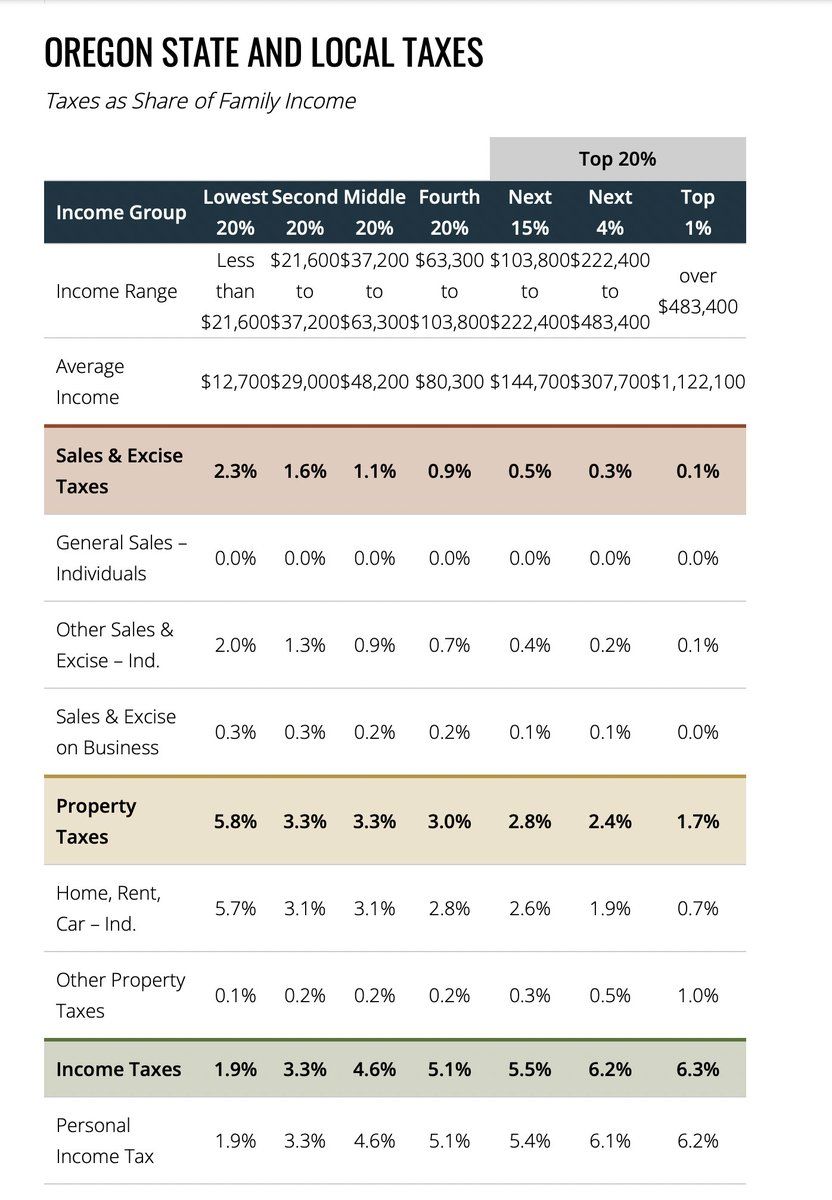 OREGON STATE AND LOCAL TAXES
Taxes as Share of Family Income
Top 20%
Income Group Lowest 20% Second 20% Middle 20% Fourth 20% Next 15% Next 4% Top 1%
Income Range Less than $21,600 $21,600 to $37,200 $37,200 to $63,300 $63,300 to $103,800 $103,800 to $222,400 $222,400 to $483,400 over $483,400
Average Income $12,700 $29,000 $48,200 $80,300 $144,700 $307,700 $1,122,100
Sales & Excise Taxes 2.3% 1.6% 1.1% 0.9% 0.5% 0.3% 0.1%
General Sales – Individuals 0.0% 0.0% 0.0% 0.0% 0.0% 0.0% 0.0%
Other Sales & Excise – Ind. 2.0% 1.3% 0.9% 0.7% 0.4% 0.2% 0.1%
Sales & Excise on Business 0.3% 0.3% 0.2% 0.2% 0.1% 0.1% 0.0%
Property Taxes 5.8% 3.3% 3.3% 3.0% 2.8% 2.4% 1.7%
Home, Rent, Car – Ind. 5.7% 3.1% 3.1% 2.8% 2.6% 1.9% 0.7%
Other Property Taxes 0.1% 0.2% 0.2% 0.2% 0.3% 0.5% 1.0%
Income Taxes 1.9% 3.3% 4.6% 5.1% 5.5% 6.2% 6.3%
Personal Income Tax 1.9% 3.3% 4.6% 5.1% 5.4% 6.1% 6.2%